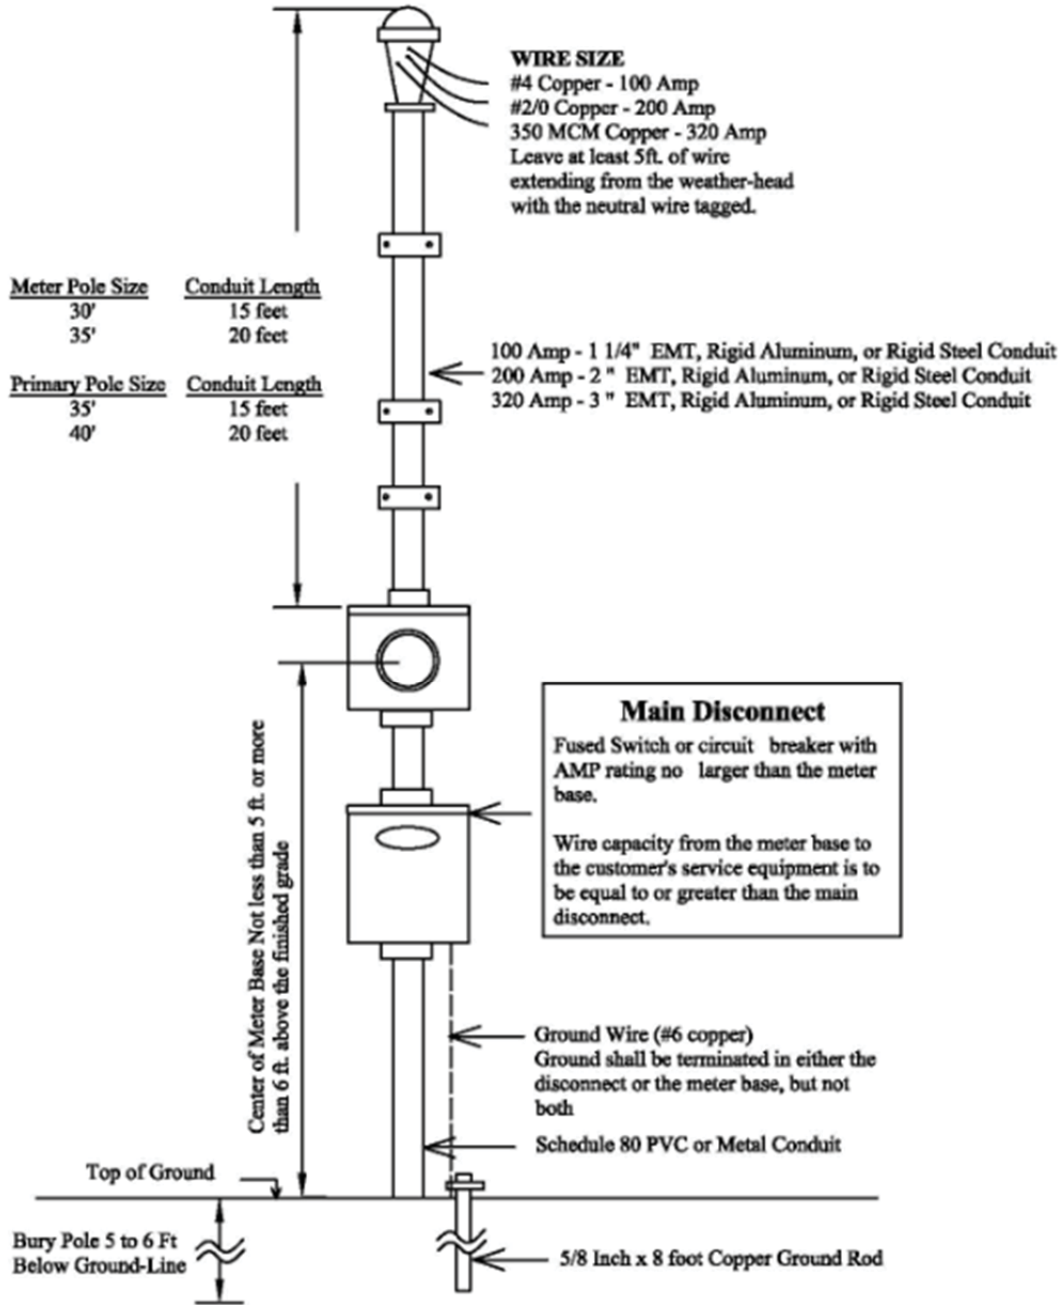 WIRE SIZE
#4 Copper - 100 Amp
#2/0 Copper - 200 Amp
350 MCM Copper - 320 Amp
Leave at least 5ft. of wire
extending from the weather-head
with the neutral wire tagged.
Meter Pole Size Conduit Length
30' 15 feet
35' 20 feet
Primary Pole Size Conduit Length
35' 15 feet
40' 20 feet
100 Amp - 1 1/4" EMT, Rigid Aluminum, or Rigid Steel Conduit
200 Amp - 2 " EMT, Rigid Aluminum, or Rigid Steel Conduit
320 Amp - 3 " EMT, Rigid Aluminum, or Rigid Steel Conduit
Main Disconnect
Fused Switch or circuit breaker with
AMP rating no larger than the meter
base.
Wire capacity from the meter base to
the customer's service equipment is to
be equal to or greater than the main
disconnect.
Center of Meter Base Not less than 5 ft. or more
than 6 ft. above the finished grade
Ground Wire (#6 copper)
Ground shall be terminated in either the
disconnect or the meter base, but not
both
Schedule 80 PVC or Metal Conduit
Top of Ground
Bury Pole 5 to 6 Ft
Below Ground-Line
5/8 Inch x 8 foot Copper Ground Rod